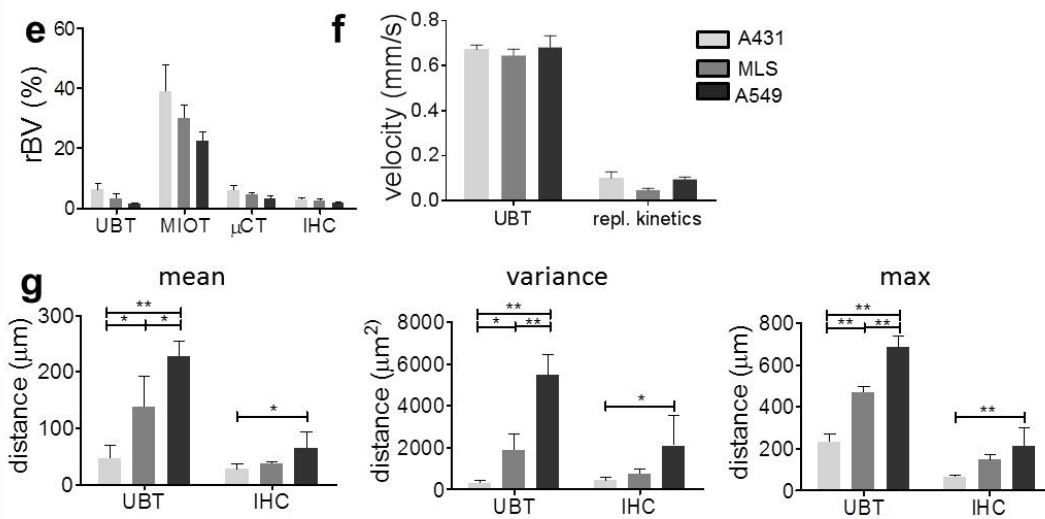 e
rBV (%)
60
40
20
0
UBT MIOT μCT IHC
f
velocity (mm/s)
0.8
0.6
0.4
0.2
0.0
UBT repl. kinetics
A431
MLS
A549
g
mean
distance (μm)
300
200
100
0
**
* *
*
UBT IHC
variance
distance (μm²)
8000
6000
4000
2000
0
**
* **
*
UBT IHC
max
distance (μm)
800
600
400
200
0
**
** **
**
UBT IHC